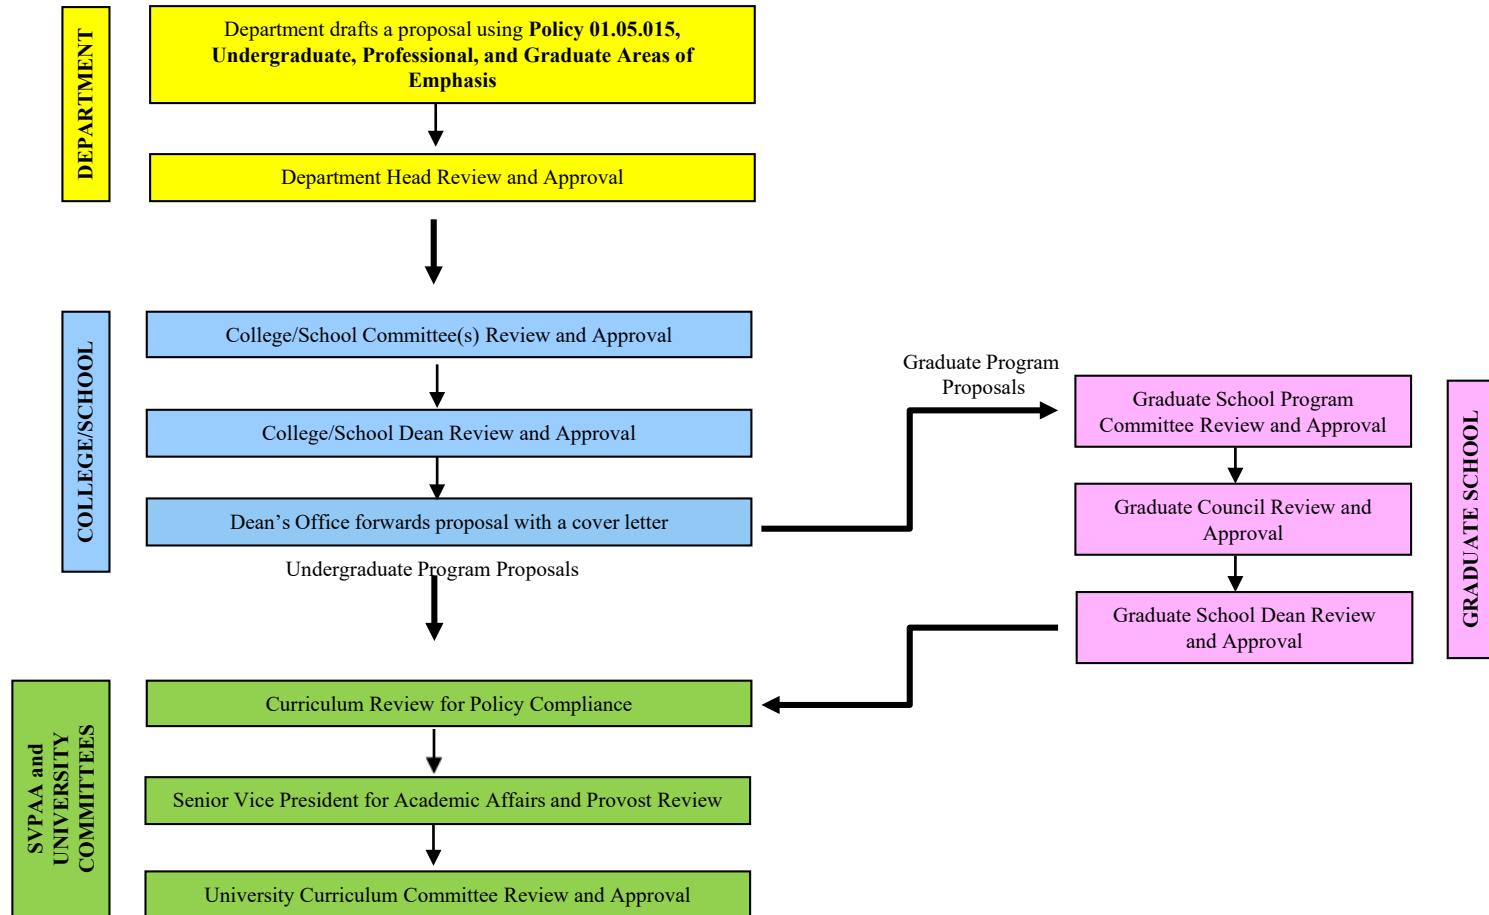 DEPARTMENT
Department drafts a proposal using Policy 01.05.015,
Undergraduate, Professional, and Graduate Areas of
Emphasis
Department Head Review and Approval
COLLEGE/SCHOOL
College/School Committee(s) Review and Approval
College/School Dean Review and Approval
Dean’s Office forwards proposal with a cover letter
Undergraduate Program Proposals
Graduate Program
Proposals
Graduate School Program
Committee Review and Approval
Graduate Council Review and
Approval
Graduate School Dean Review
and Approval
GRADUATE SCHOOL
SVPAA and
UNIVERSITY
COMMITTEES
Curriculum Review for Policy Compliance
Senior Vice President for Academic Affairs and Provost Review
University Curriculum Committee Review and Approval